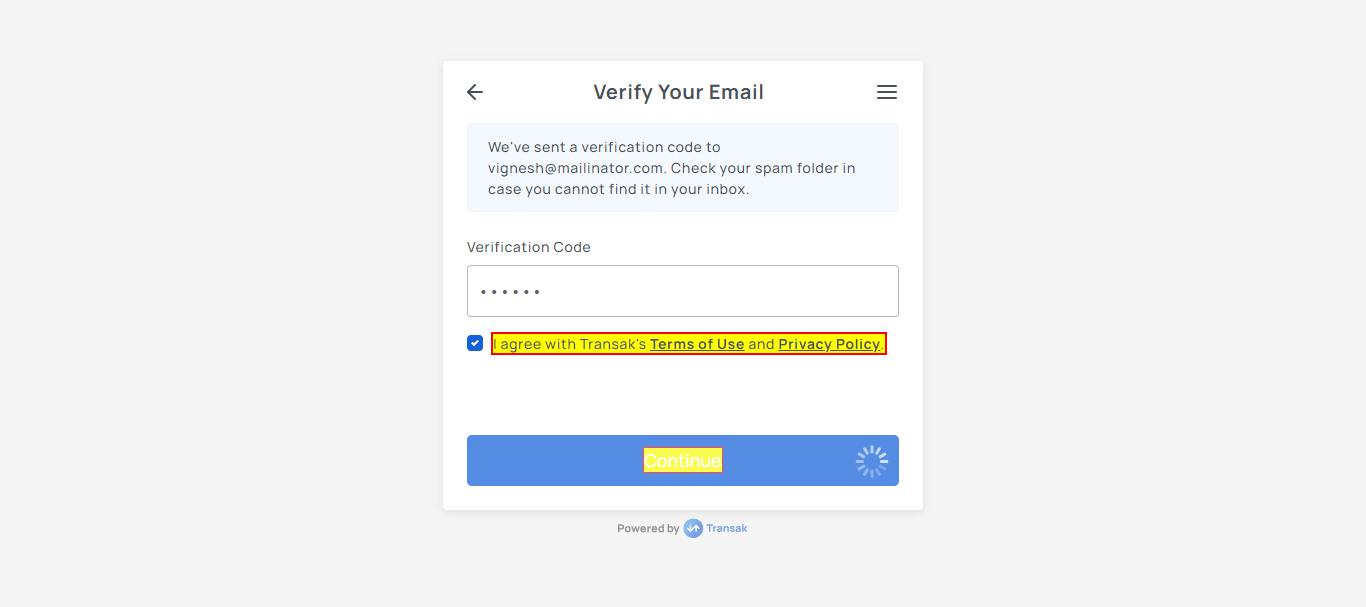 Verify Your Email
We've sent a verification code to
vignesh@mailinator.com. Check your spam folder in
case you cannot find it in your inbox.
Verification Code
••••••
I agree with Transak's Terms of Use and Privacy Policy.
Continue
Powered by Transak